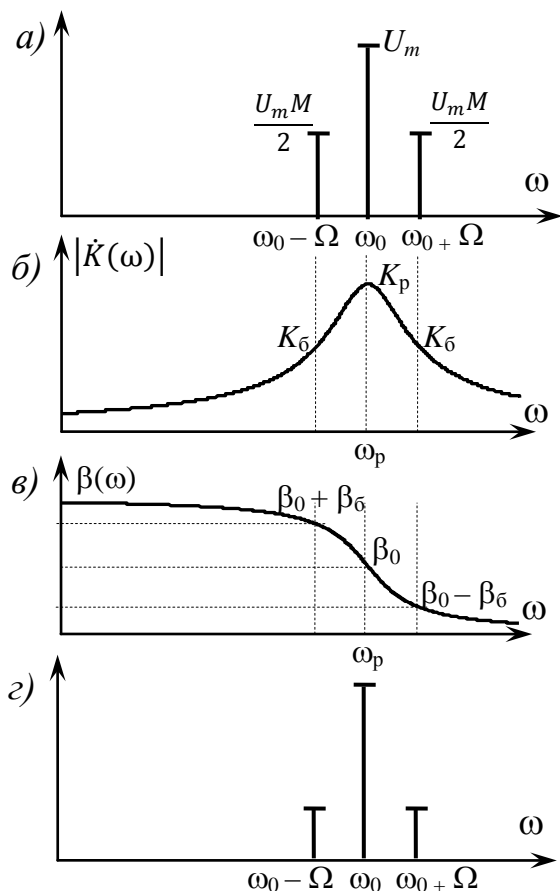 а)
U_m
U_mM/2 U_mM/2
ω
ω₀ – Ω ω₀ ω₀ + Ω
б) |K̇(ω)|
K_р
K_б K_б
ω
ω_р
в) β(ω)
β₀ + β_б
β₀
β₀ – β_б
ω
ω_р
г)
ω
ω₀ – Ω ω₀ ω₀ + Ω